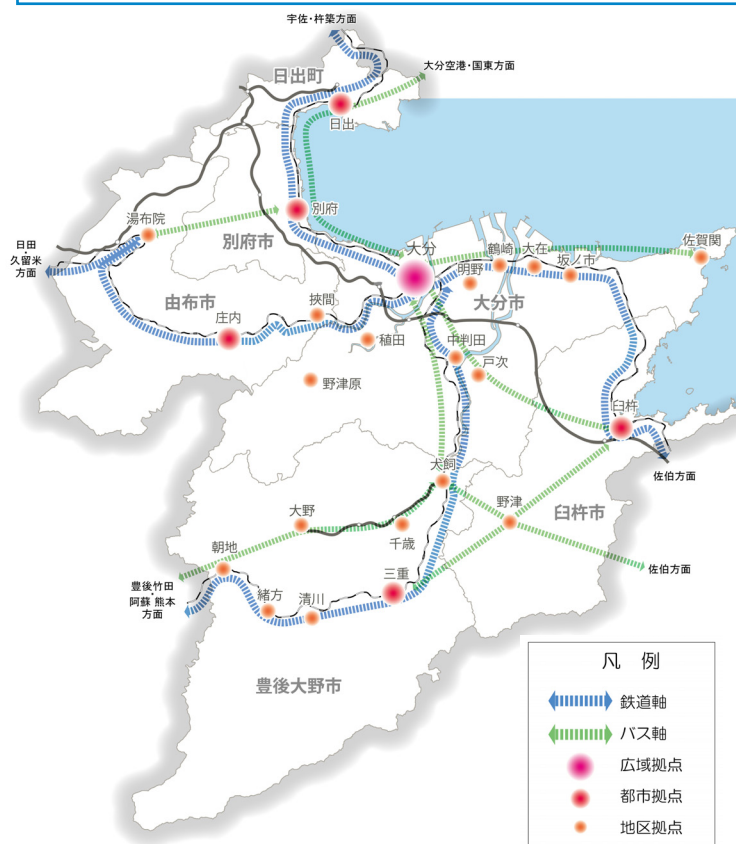 宇佐・杵築方面
大分空港・国東方面
日出町
日出
湯布院
別府
別府市
日田
・
久留米
方面
大分
鶴崎
大在
坂ノ市
佐賀関
明野
大分市
由布市
庄内
挾間
稙田
中判田
戸次
野津原
臼杵
佐伯方面
犬飼
大野
千歳
野津
臼杵市
朝地
佐伯方面
豊後竹田
・
阿蘇 熊本
方面
三重
緒方
清川
豊後大野市
凡 例
鉄道軸
バス軸
広域拠点
都市拠点
地区拠点